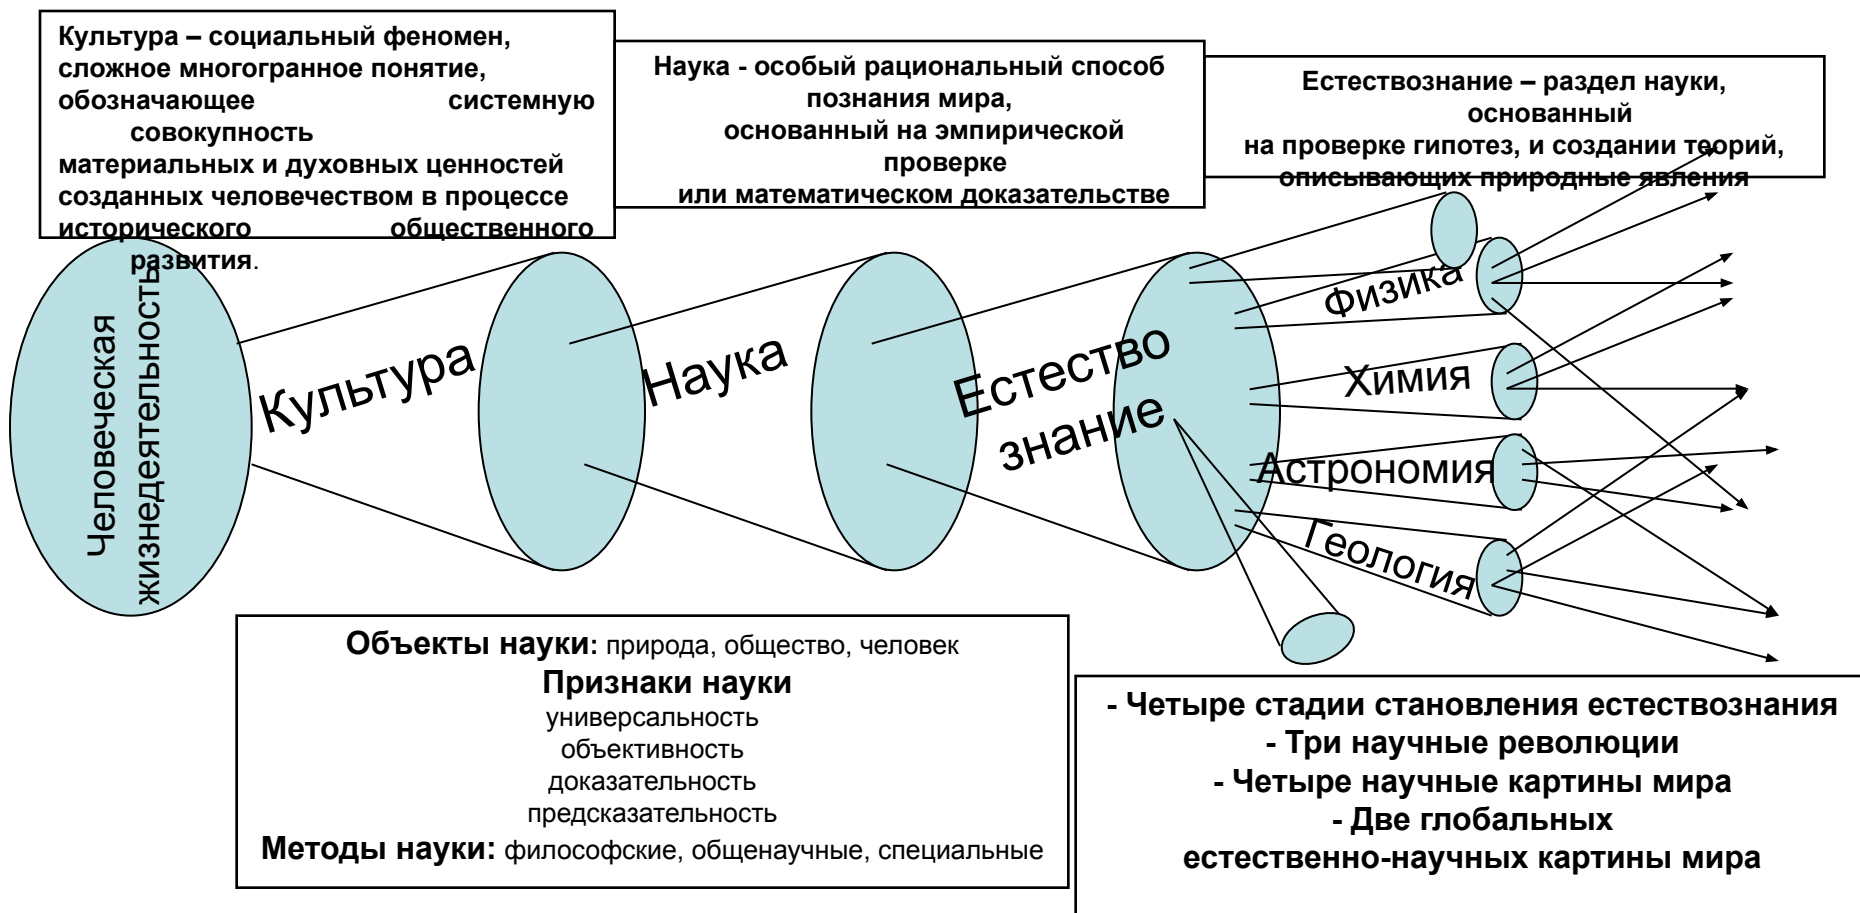 Культура – социальный феномен,
сложное многогранное понятие,
обозначающее системную
совокупность
материальных и духовных ценностей
созданных человечеством в процессе
исторического общественного
развития.
Наука - особый рациональный способ
познания мира,
основанный на эмпирической
проверке
или математическом доказательстве
Естествознание – раздел науки,
основанный
на проверке гипотез, и создании теорий,
описывающих природные явления
Человеческая
жизнедеятельность
Культура
Наука
Естество
знание
Физика
Химия
Астрономия
Геология
Объекты науки: природа, общество, человек
Признаки науки
универсальность
объективность
доказательность
предсказательность
Методы науки: философские, общенаучные, специальные
- Четыре стадии становления естествознания
- Три научные революции
- Четыре научные картины мира
- Две глобальных
естественно-научных картины мира